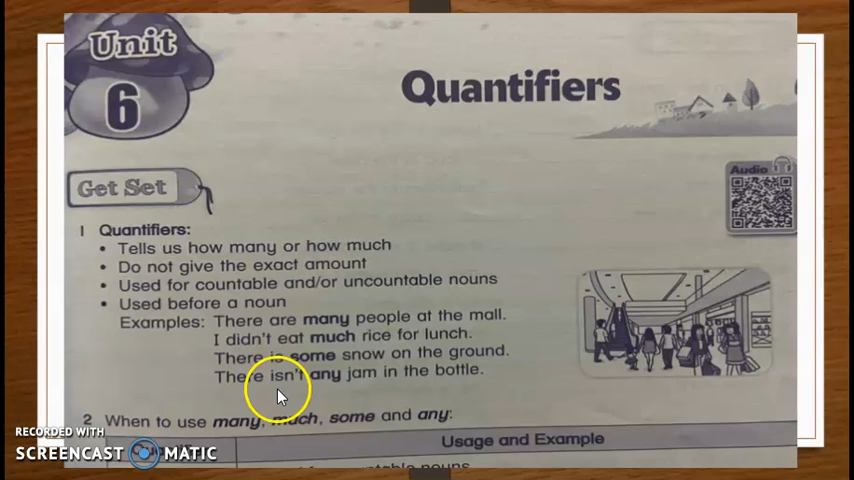 Unit
6
Quantifiers
Get Set
Audio
1 Quantifiers:
• Tells us how many or how much
• Do not give the exact amount
• Used for countable and/or uncountable nouns
• Used before a noun
Examples: There are many people at the mall.
I didn't eat much rice for lunch.
There is some snow on the ground.
There isn't any jam in the bottle.
2 When to use many, much, some and any:
Usage and Example
nouns
RECORDED WITH
SCREENCAST MATIC